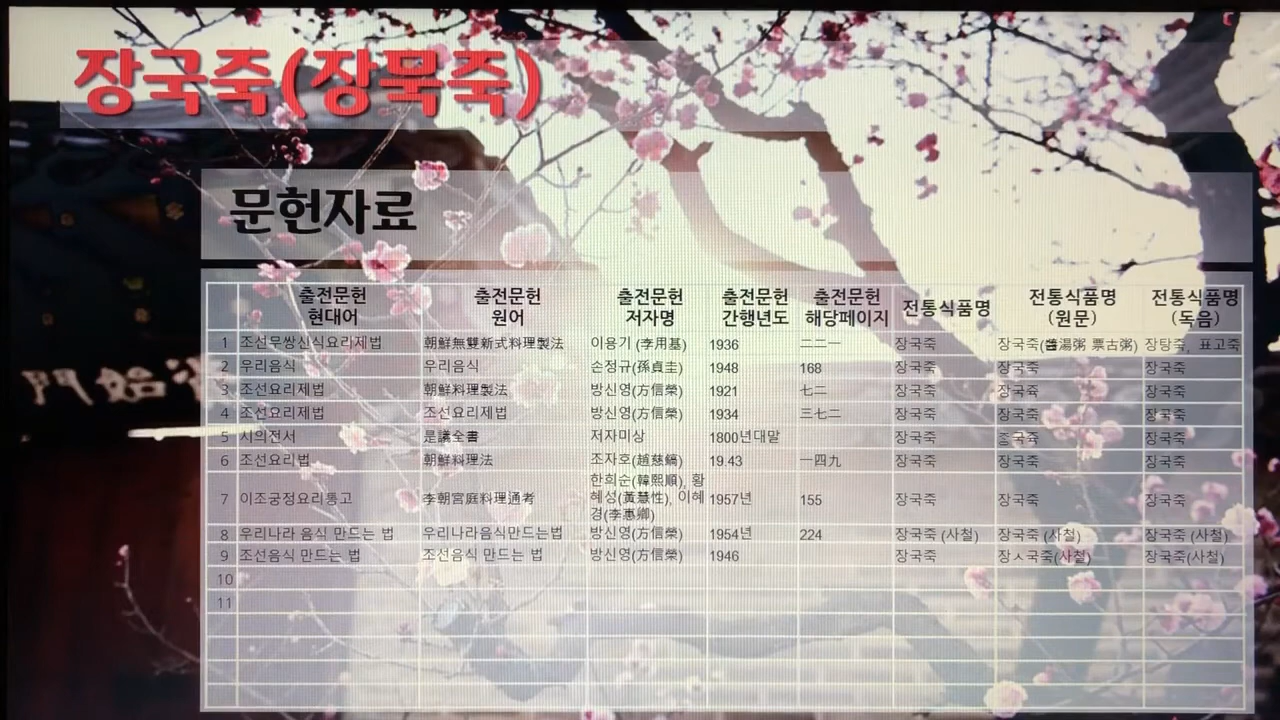 장국죽(장묵죽)
문헌자료
출전문헌 현대어 출전문헌 원어 출전문헌 저자명 출전문헌 간행년도 출전문헌 해당페이지 전통식품명 전통식품명 (원문) 전통식품명 (독음)
1 조선무쌍신식요리제법 朝鮮無雙新式料理製法 이용기 (李用基) 1936 二二一 장국죽 장국죽(醬湯粥 票古粥) 장탕죽, 표고죽
2 우리음식 우리음식 손정규(孫貞圭) 1948 168 장국죽 장국죽 장국죽
3 조선요리제법 朝鮮料理製法 방신영(方信榮) 1921 七二 장국죽 장국쥭 장국죽
4 조선요리제법 조선요리제법 방신영(方信榮) 1934 三七二 장국죽 장국죽 장국죽
5 시의전서 是議全書 저자미상 1800년대말 장국죽 장국죽
6 조선요리법 朝鮮料理法 조자호(趙慈鎬) 19.43 一四九 장국죽 장국죽 장국죽
7 이조궁정요리통고 李朝宮庭料理通考 한희순(韓熙順), 황혜성(黃慧性), 이혜경(李惠卿) 1957년 155 장국죽 장국죽 장국죽
8 우리나라 음식 만드는 법 우리나라음식만드는법 방신영(方信榮) 1954년 224 장국죽 (사철) 장국죽 (사철) 장국죽 (사철)
9 조선음식 만드는 법 조선음식 만드는 법 방신영(方信榮) 1946 장국죽 장ㅅ국죽(사철) 장국죽(사철)
10
11